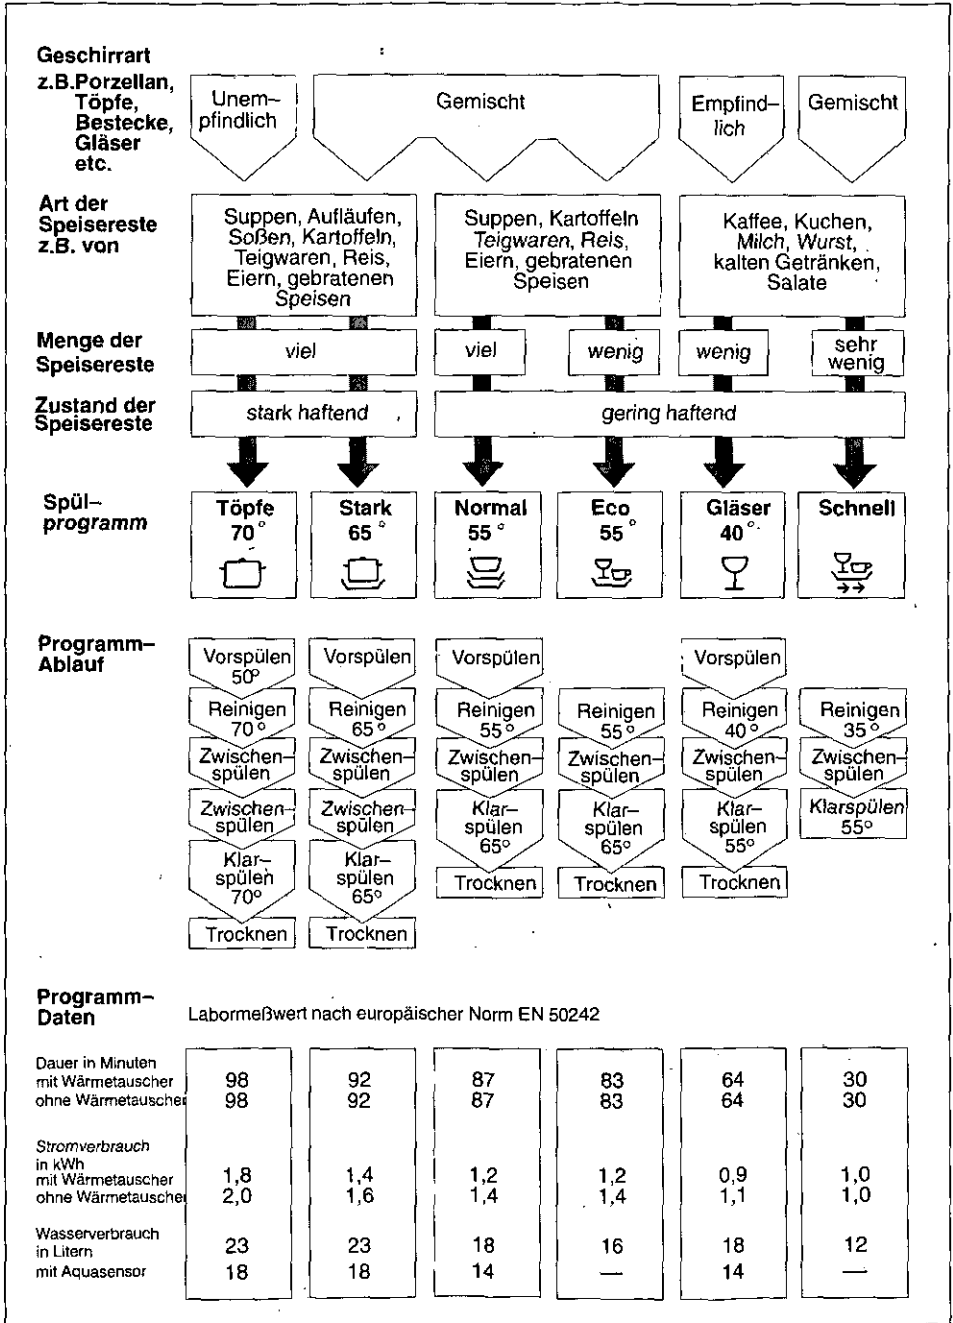 Geschirrart
z.B.Porzellan,
Töpfe,
Bestecke,
Gläser
etc.
Unem–
pfindlich
Gemischt
Empfind–
lich
Gemischt
Art der
Speisereste
z.B. von
Suppen, Aufläufen,
Soßen, Kartoffeln,
Teigwaren, Reis,
Eiern, gebratenen
Speisen
Suppen, Kartoffeln
Teigwaren, Reis,
Eiern, gebratenen
Speisen
Kaffee, Kuchen,
Milch, Wurst,
kalten Getränken,
Salate
Menge der
Speisereste
viel
viel
wenig
wenig
sehr
wenig
Zustand der
Speisereste
stark haftend
gering haftend
Spül–
programm
Töpfe
70°
Stark
65°
Normal
55°
Eco
55°
Gläser
40°
Schnell
Programm–
Ablauf
Vorspülen
50°
Reinigen
70°
Zwischen–
spülen
Zwischen–
spülen
Klar–
spülen
70°
Trocknen
Vorspülen
Reinigen
65°
Zwischen–
spülen
Zwischen–
spülen
Klar–
spülen
65°
Trocknen
Vorspülen
Reinigen
55°
Zwischen–
spülen
Klar–
spülen
65°
Trocknen
Reinigen
55°
Zwischen–
spülen
Klar–
spülen
65°
Trocknen
Vorspülen
Reinigen
40°
Zwischen–
spülen
Klar–
spülen
55°
Trocknen
Reinigen
35°
Zwischen–
spülen
Klarspülen
55°
Programm–
Daten
Labormeßwert nach europäischer Norm EN 50242
Dauer in Minuten
mit Wärmetauscher 98 92 87 83 64 30
ohne Wärmetauscher 98 92 87 83 64 30
Stromverbrauch
in kWh
mit Wärmetauscher 1,8 1,4 1,2 1,2 0,9 1,0
ohne Wärmetauscher 2,0 1,6 1,4 1,4 1,1 1,0
Wasserverbrauch
in Litern 23 23 18 16 18 12
mit Aquasensor 18 18 14 — 14 —